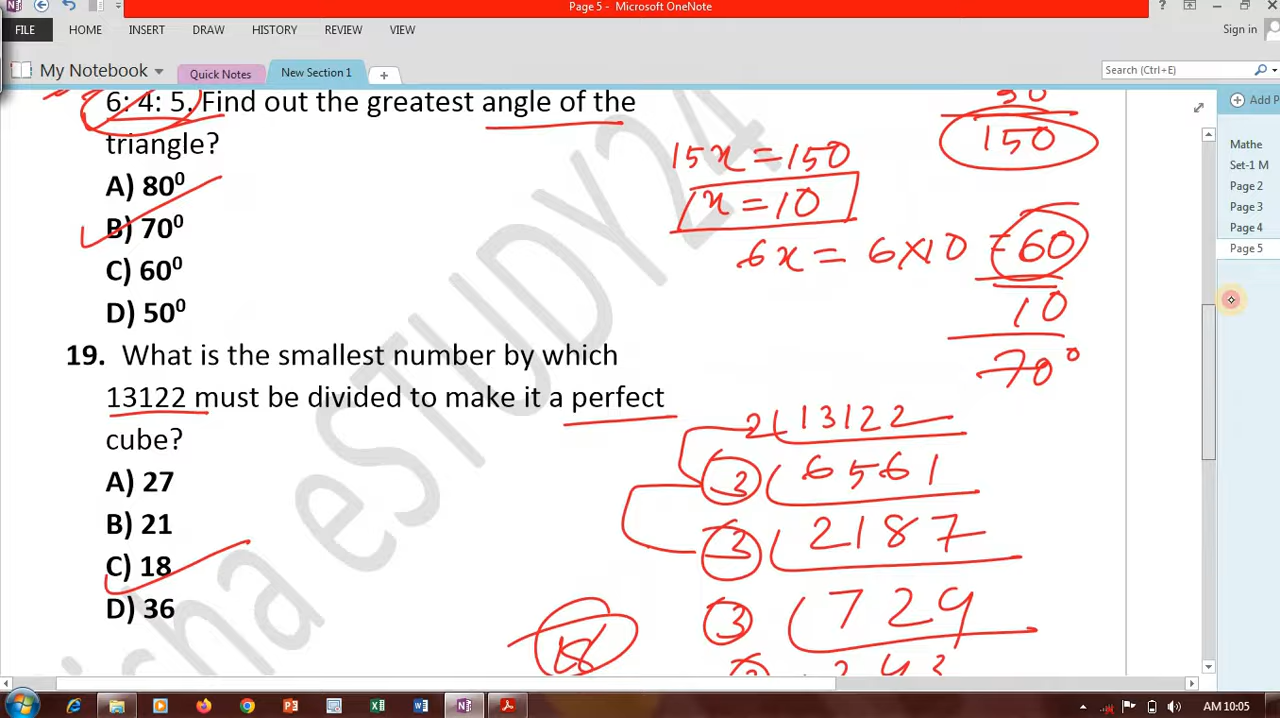 Page 5 - Microsoft OneNote
FILE HOME INSERT DRAW HISTORY REVIEW VIEW
Sign in
My Notebook Quick Notes New Section 1
Search (Ctrl+E)
Add P
6: 4: 5. Find out the greatest angle of the
triangle?
A) 80⁰
B) 70⁰
C) 60⁰
D) 50⁰
19. What is the smallest number by which
13122 must be divided to make it a perfect
cube?
A) 27
B) 21
C) 18
D) 36
150
15x = 150
x = 10
6x = 6×10 = 60
10
70⁰
2 13122
3 6561
3 2187
3 729
243
18
isha eSTUDY24
Mathe
Set-1 M
Page 2
Page 3
Page 4
Page 5
AM 10:05